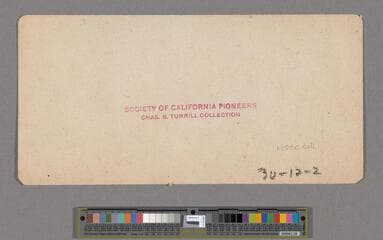 SOCIETY OF CALIFORNIA PIONEERS
CHAS. B. TURRILL COLLECTION
30-12-2